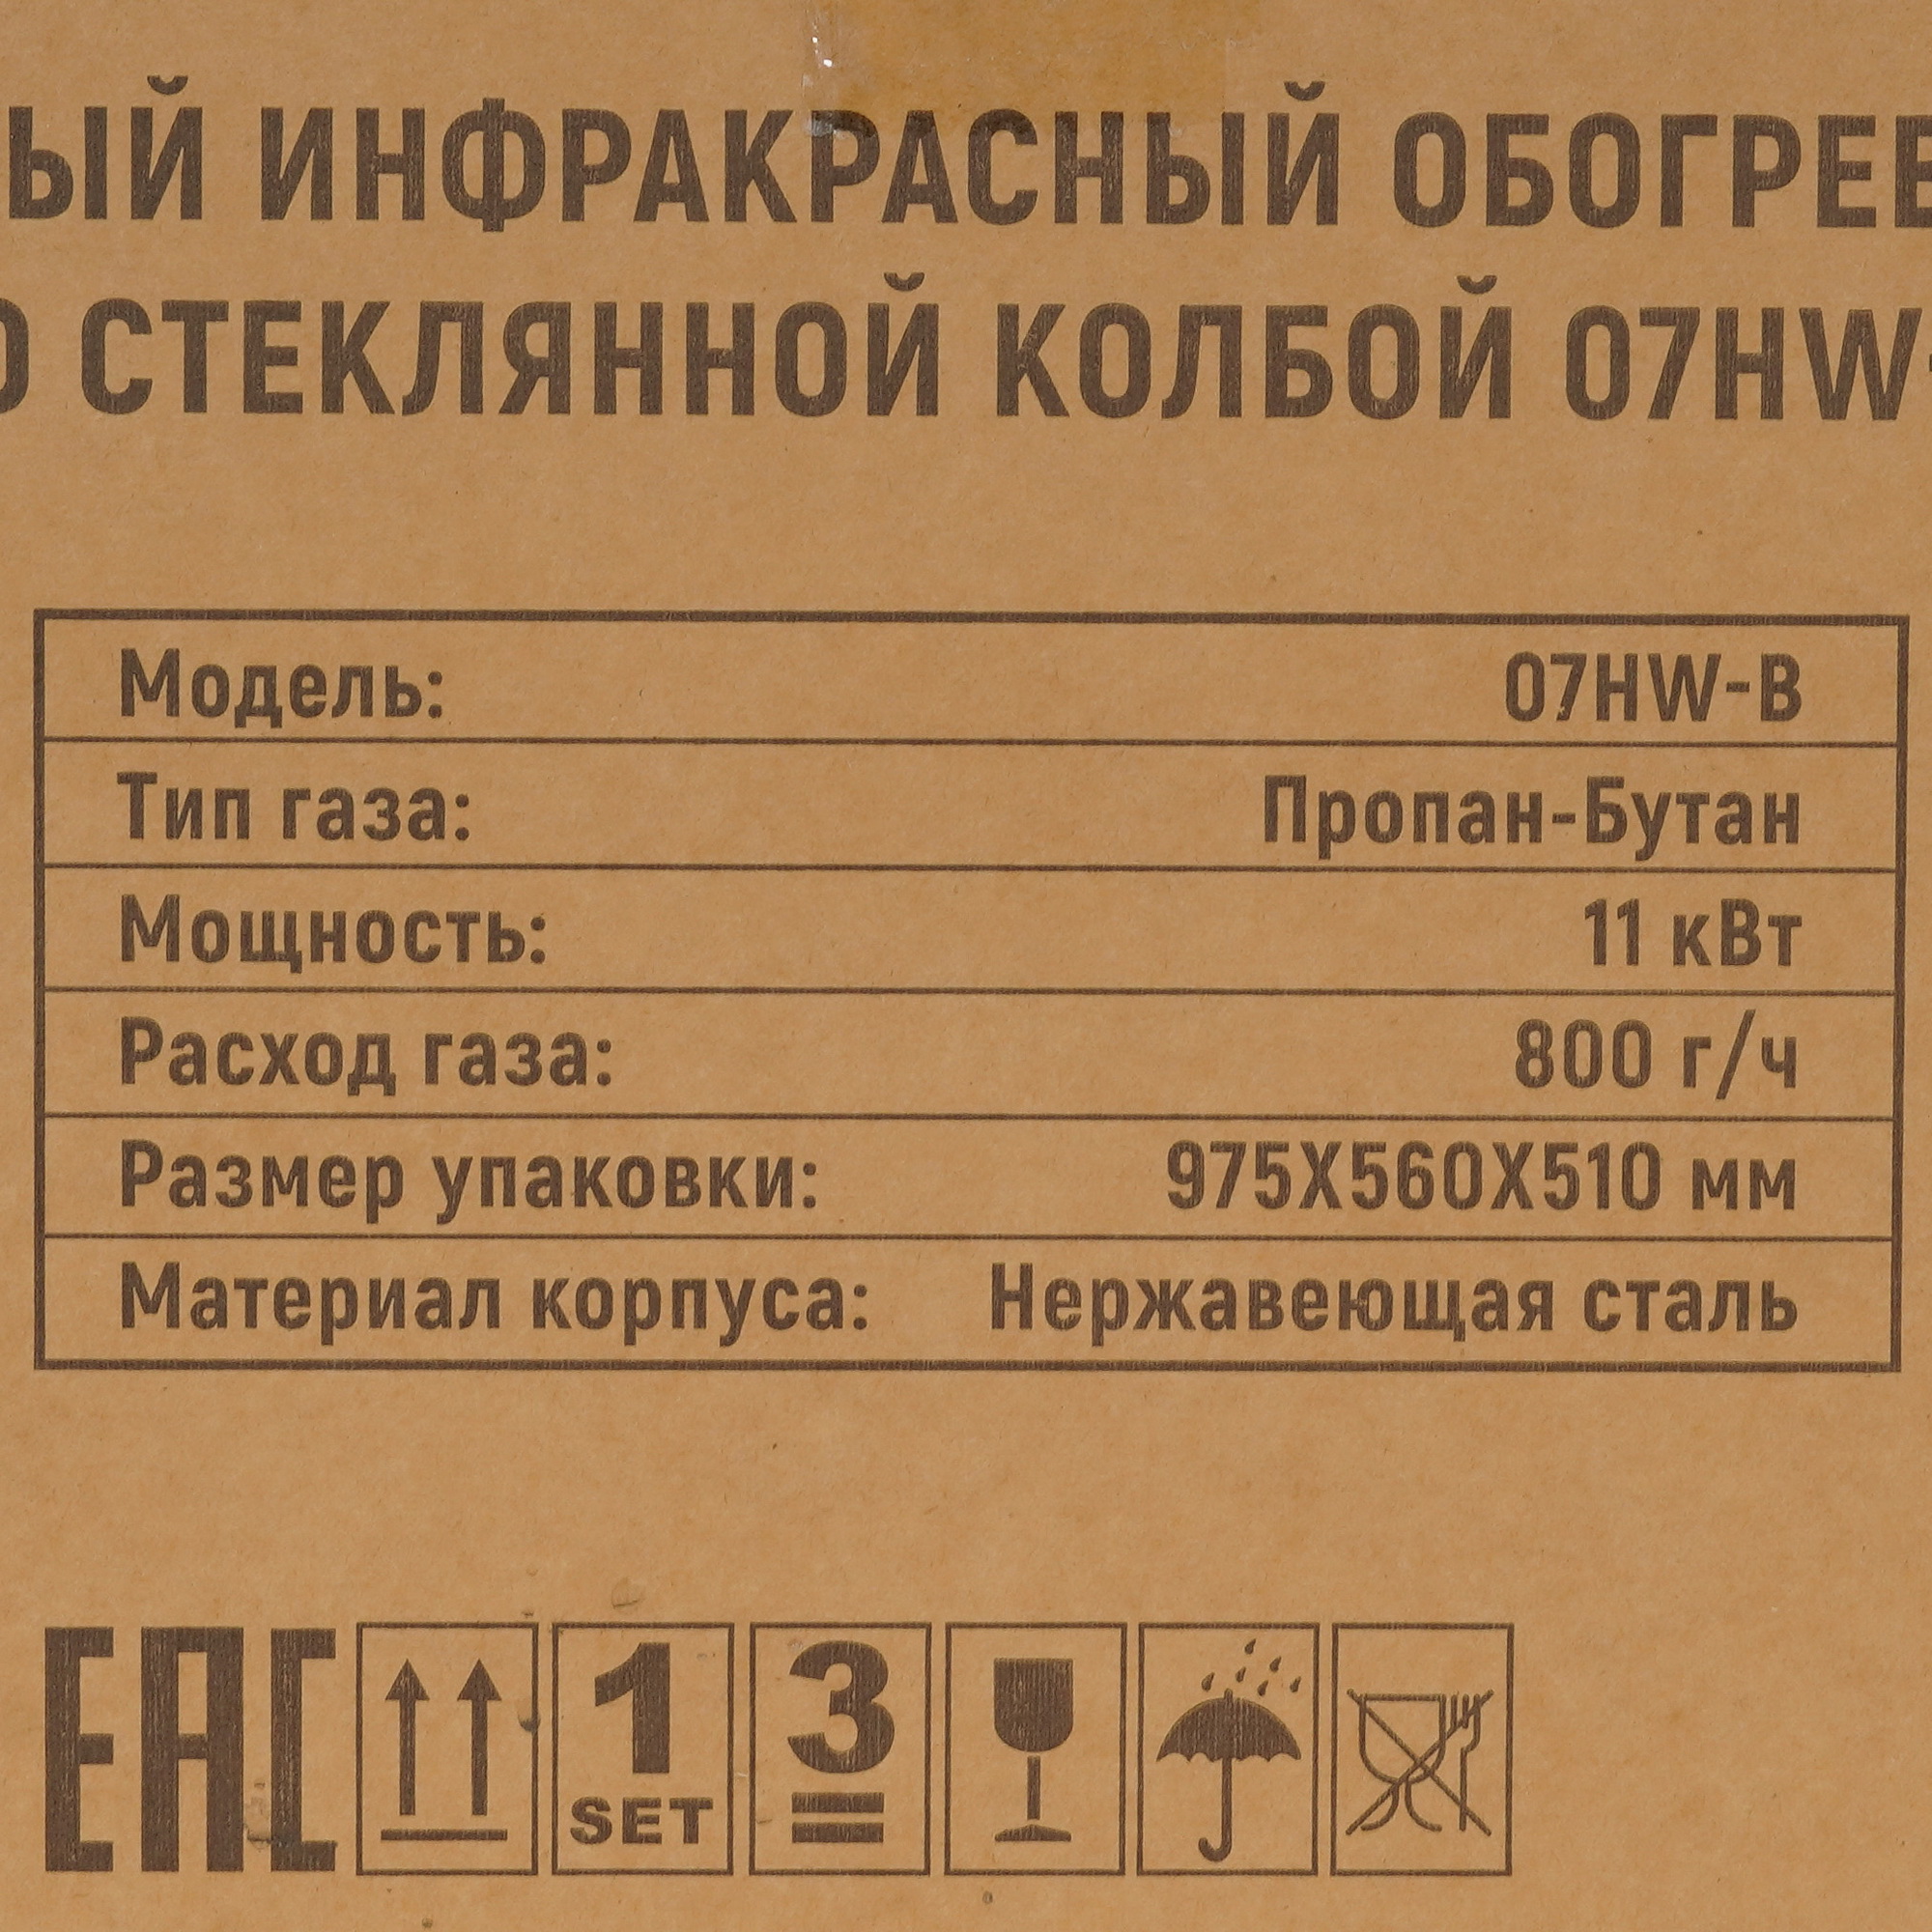 ЫЙ ИНФРАКРАСНЫЙ ОБОГРЕВ
О СТЕКЛЯННОЙ КОЛБОЙ 07HW-
Модель: 07HW-B
Тип газа: Пропан-Бутан
Мощность: 11 кВт
Расход газа: 800 г/ч
Размер упаковки: 975X560X510 мм
Материал корпуса: Нержавеющая сталь
EAC 1 3
SET